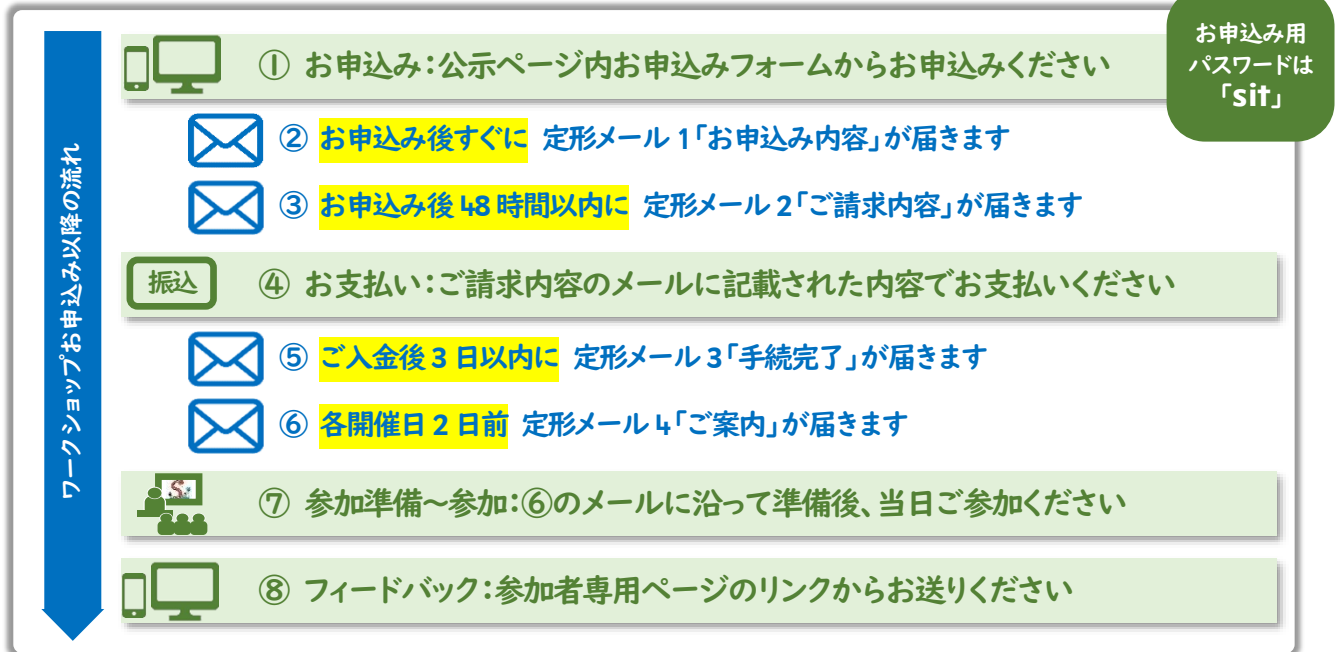 お申込み用
パスワードは
「sit」
ワークショップお申込み以降の流れ
① お申込み：公示ページ内お申込みフォームからお申込みください
② お申込み後すぐに 定形メール1「お申込み内容」が届きます
③ お申込み後48時間以内に 定形メール2「ご請求内容」が届きます
振込
④ お支払い：ご請求内容のメールに記載された内容でお支払いください
⑤ ご入金後3日以内に 定形メール3「手続完了」が届きます
⑥ 各開催日2日前 定形メール4「ご案内」が届きます
⑦ 参加準備～参加：⑥のメールに沿って準備後、当日ご参加ください
⑧ フィードバック：参加者専用ページのリンクからお送りください